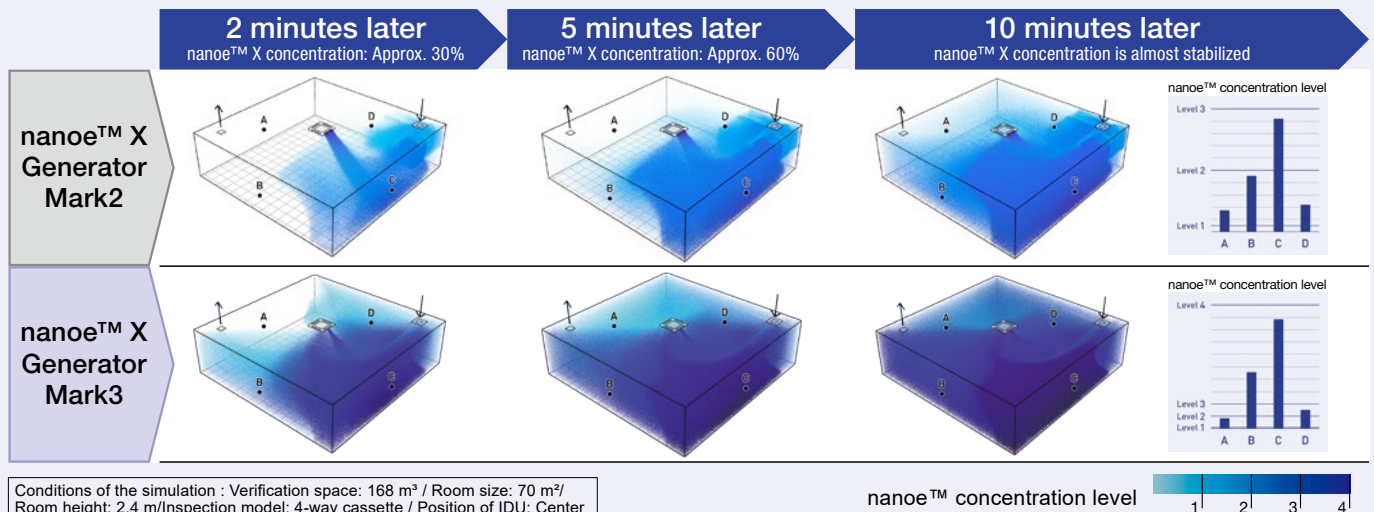 2 minutes later
nanoe™ X concentration: Approx. 30%
5 minutes later
nanoe™ X concentration: Approx. 60%
10 minutes later
nanoe™ X concentration is almost stabilized
nanoe™ X
Generator
Mark2
A
D
B
C
A
D
B
C
A
D
B
C
nanoe™ concentration level
Level 3
Level 2
Level 1
A B C D
nanoe™ X
Generator
Mark3
A
D
B
C
A
D
B
C
A
D
B
C
nanoe™ concentration level
Level 4
Level 3
Level 2
Level 1
A B C D
Conditions of the simulation : Verification space: 168 m³ / Room size: 70 m²/
Room height: 2.4 m/Inspection model: 4-way cassette / Position of IDU: Center
nanoe™ concentration level
1 2 3 4